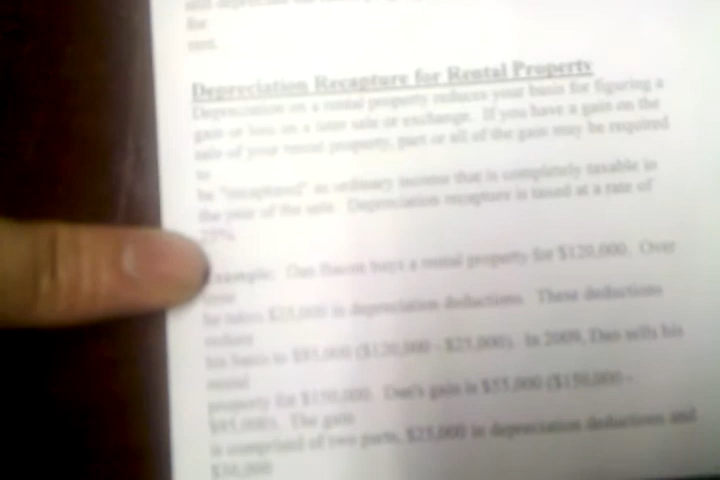 for
rent.
Depreciation Recapture for Rental Property
Depreciation on a rental property reduces your basis for figuring a
gain or loss on a later sale or exchange. If you have a gain on the
sale of your rental property, part or all of the gain may be required
to
be "recaptured" as ordinary income that is completely taxable in
the year of the sale. Depreciation recapture is taxed at a rate of
Example: Dan Bacon buys a rental property for $120,000. Over
time
he takes $25,000 in depreciation deductions. These deductions
reduce
his basis to $95,000 ($120,000 - $25,000). In 2009, Dan sells his
rental
property for $150,000. Dan's gain is $55,000 ($150,000 -
$95,000). The gain
is comprised of two parts, $25,000 in depreciation deductions and
$30,000